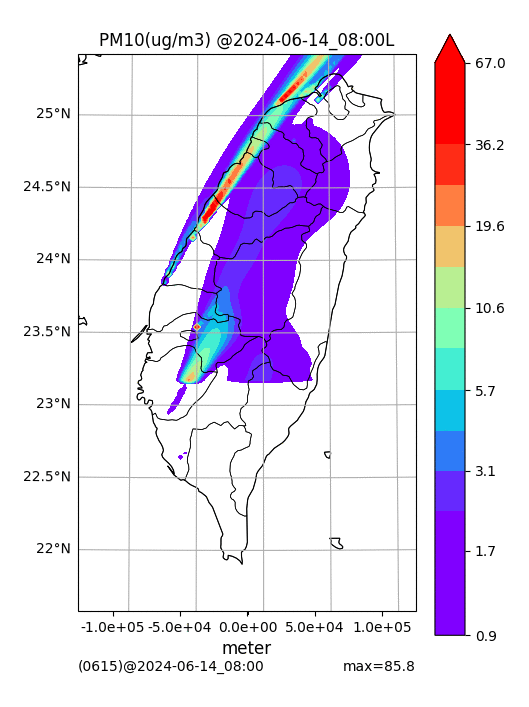 PM10(ug/m3) @2024-06-14_08:00L
67.0
25°N
36.2
24.5°N
19.6
24°N
10.6
23.5°N
5.7
23°N
3.1
22.5°N
1.7
22°N
0.9
-1.0e+05 -5.0e+04 0.0e+00 5.0e+04 1.0e+05
meter
(0615)@2024-06-14_08:00 max=85.8